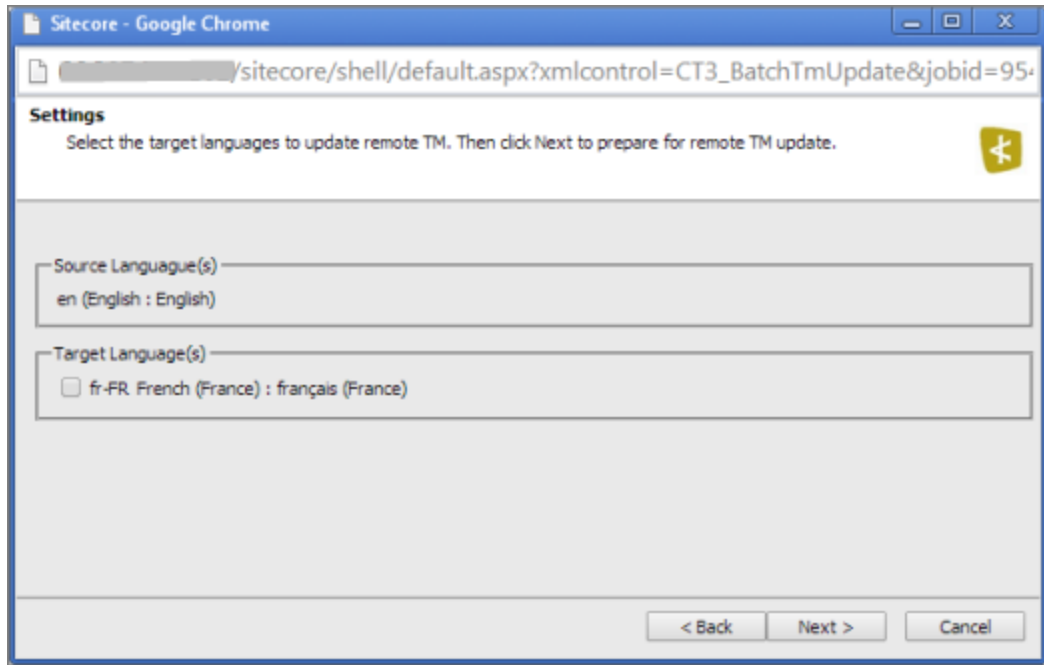 Sitecore - Google Chrome
/sitecore/shell/default.aspx?xmlcontrol=CT3_BatchTmUpdate&jobid=95
Settings
Select the target languages to update remote TM. Then click Next to prepare for remote TM update.
Source Languague(s)
en (English : English)
Target Language(s)
fr-FR French (France) : français (France)
< Back Next > Cancel